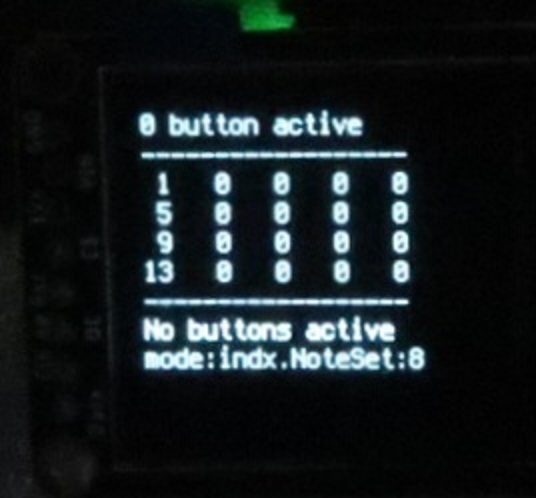 0 button active
------------------
1 0 0 0 0
5 0 0 0 0
9 0 0 0 0
13 0 0 0 0
------------------
No buttons active
mode:indx.NoteSet:8